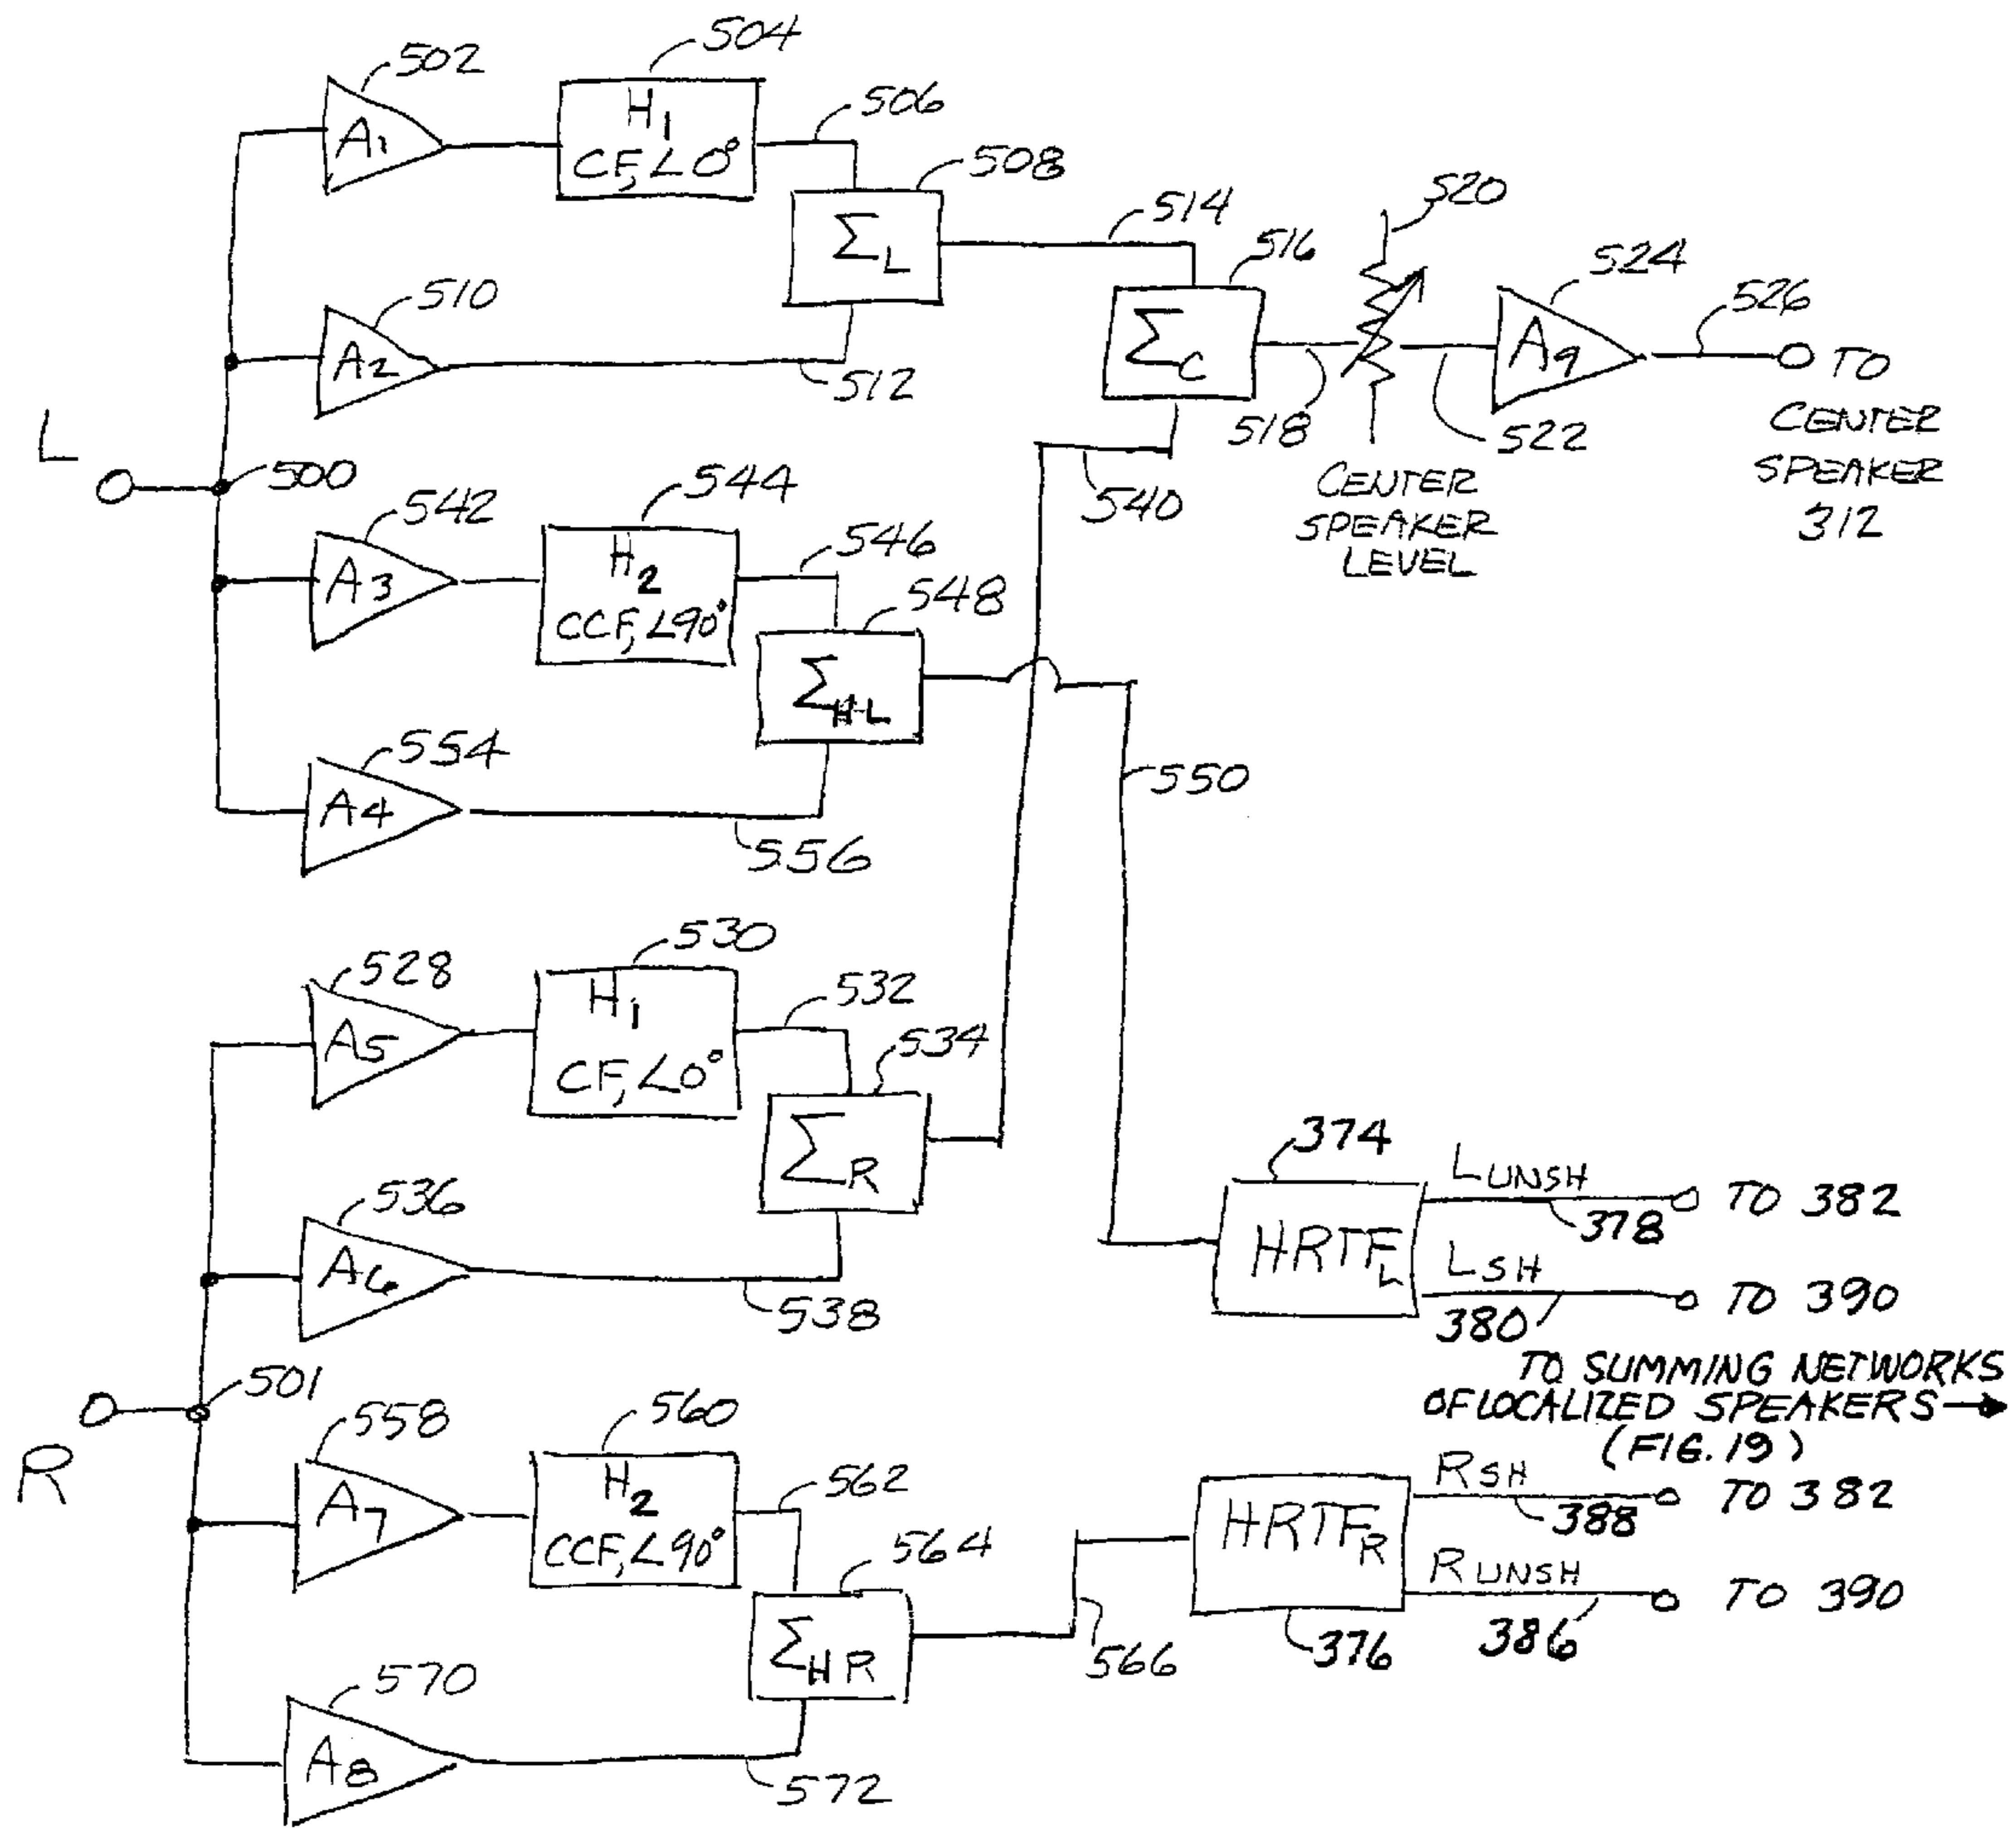 504
502
H1
CF, ∠0°
506
A1
508
ΣL
514
520
516
510
A2
512
ΣC
518
522
524
A9
526
TO
CENTER
SPEAKER
312
CENTER
SPEAKER
LEVEL
540
L
500
542
A3
544
H2
CCF, ∠90°
546
548
ΣHL
550
554
A4
556
528
A5
530
H1
CF, ∠0°
532
534
ΣR
536
A6
538
374
HRTFL
LUNSH
378
TO 382
LSH
380
TO 390
TO SUMMING NETWORKS
OF LOCALIZED SPEAKERS →
(FIG. 19)
501
R
558
A7
560
H2
CCF, ∠90°
562
564
ΣHR
566
HRTFR
376
RSH
388
TO 382
RUNSH
386
TO 390
570
A8
572